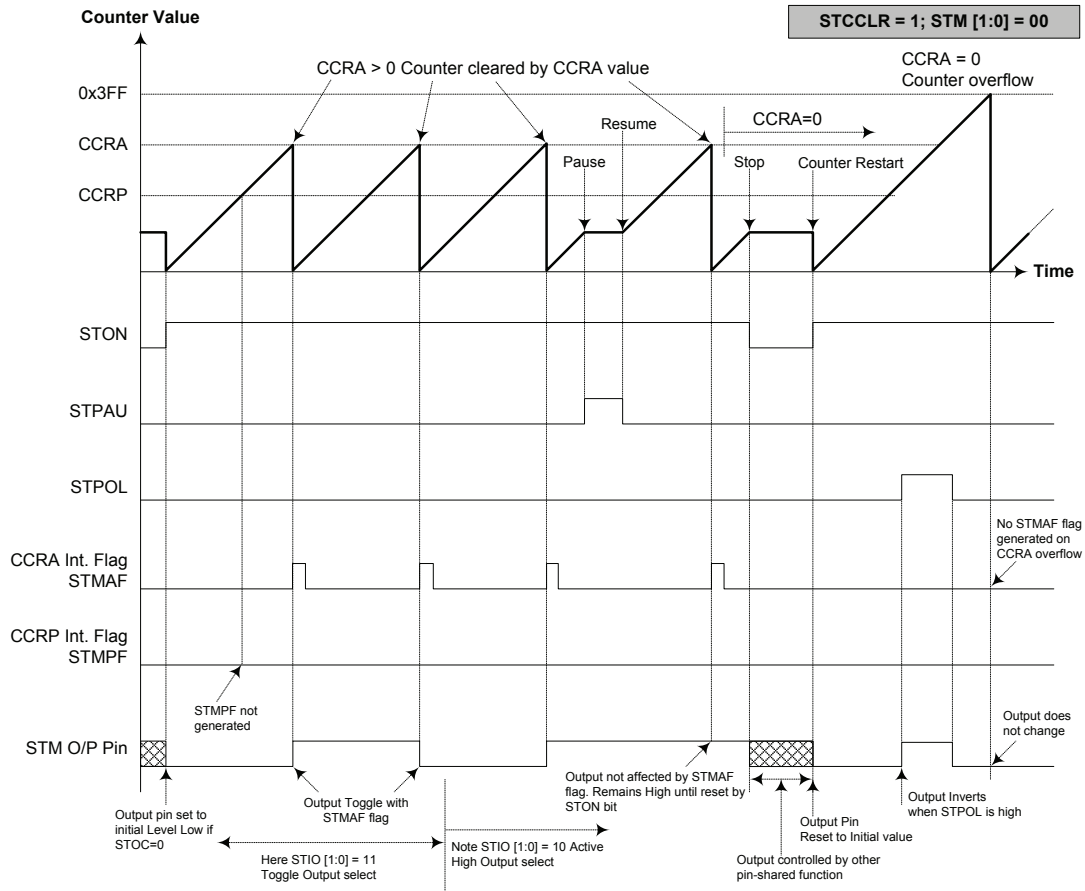 Counter Value
STCCLR = 1; STM [1:0] = 00
CCRA > 0 Counter cleared by CCRA value
CCRA = 0
Counter overflow
0x3FF
CCRA
CCRP
Resume
CCRA=0
Pause
Stop
Counter Restart
Time
STON
STPAU
STPOL
No STMAF flag
generated on
CCRA overflow
CCRA Int. Flag
STMAF
CCRP Int. Flag
STMPF
STMPF not
generated
STM O/P Pin
Output does
not change
Output pin set to
initial Level Low if
STOC=0
Output Toggle with
STMAF flag
Output not affected by STMAF
flag. Remains High until reset by
STON bit
Output Inverts
when STPOL is high
Output Pin
Reset to Initial value
Here STIO [1:0] = 11
Toggle Output select
Note STIO [1:0] = 10 Active
High Output select
Output controlled by other
pin-shared function